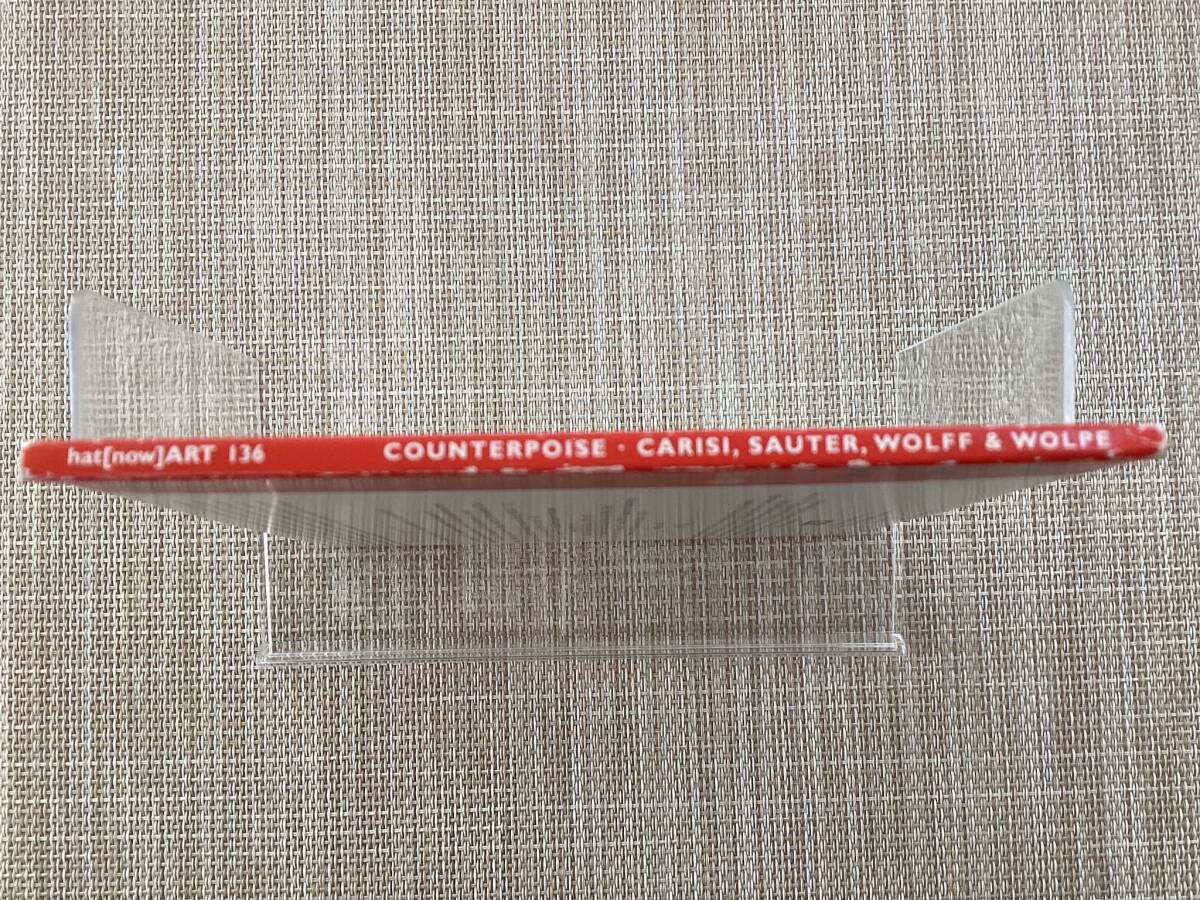 hat[now]ART 136 COUNTERPOISE · CARISI, SAUTER, WOLFF & WOLPE